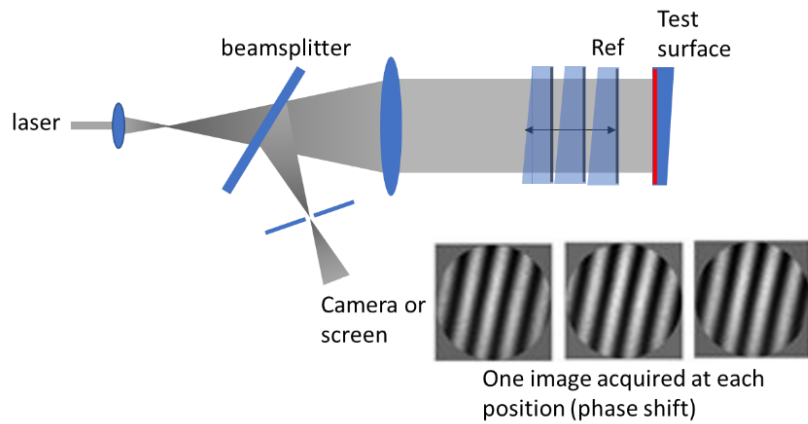 beamsplitter
Ref
Test
surface
laser
Camera or
screen
One image acquired at each
position (phase shift)